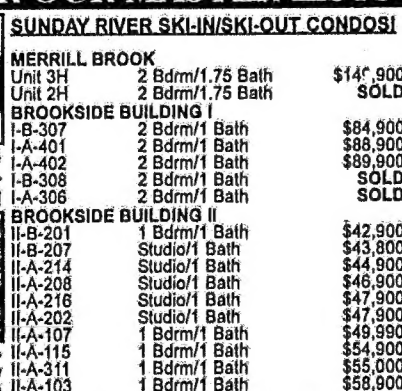 SUNDAY RIVER SKI-IN/SKI-OUT CONDOS!
MERRILL BROOK
Unit 3H 2 Bdrm/1.75 Bath
Unit 2H 2 Bdrm/1.75 Bath SOLD
BROOKSIDE BUILDING I
I-B-307 2 Bdrm/1 Bath $84,900
I-A-401 2 Bdrm/1 Bath $88,900
I-A-402 2 Bdrm/1 Bath $89,900
I-B-308 2 Bdrm/1 Bath SOLD
I-A-306 2 Bdrm/1 Bath SOLD
BROOKSIDE BUILDING II
II-B-201 1 Bdrm/1 Bath $42,900
II-B-207 Studio/1 Bath $43,800
II-A-214 Studio/1 Bath $44,900
II-A-208 Studio/1 Bath $46,900
II-A-216 Studio/1 Bath $47,900
II-A-202 Studio/1 Bath $47,900
II-A-107 1 Bdrm/1 Bath $49,990
II-A-115 1 Bdrm/1 Bath $54,900
II-A-311 1 Bdrm/1 Bath $55,000
II-A-103 1 Bdrm/1 Bath $58,900